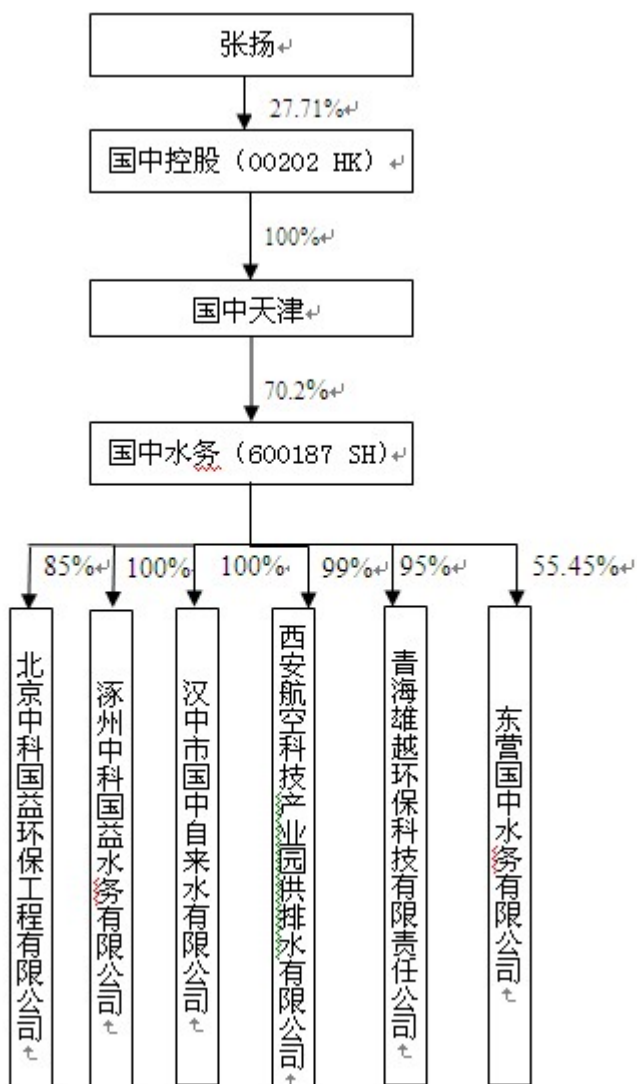 张扬
27.71%
国中控股（00202 HK）
100%
国中天津
70.2%
国中水务（600187 SH）
85%
100%
100%
99%
95%
55.45%
北京中科国益环保工程有限公司
涿州中科国益水务有限公司
汉中市国中自来水有限公司
西安航空科技产业园供排水有限公司
青海雄越环保科技有限责任公司
东营国中水务有限公司